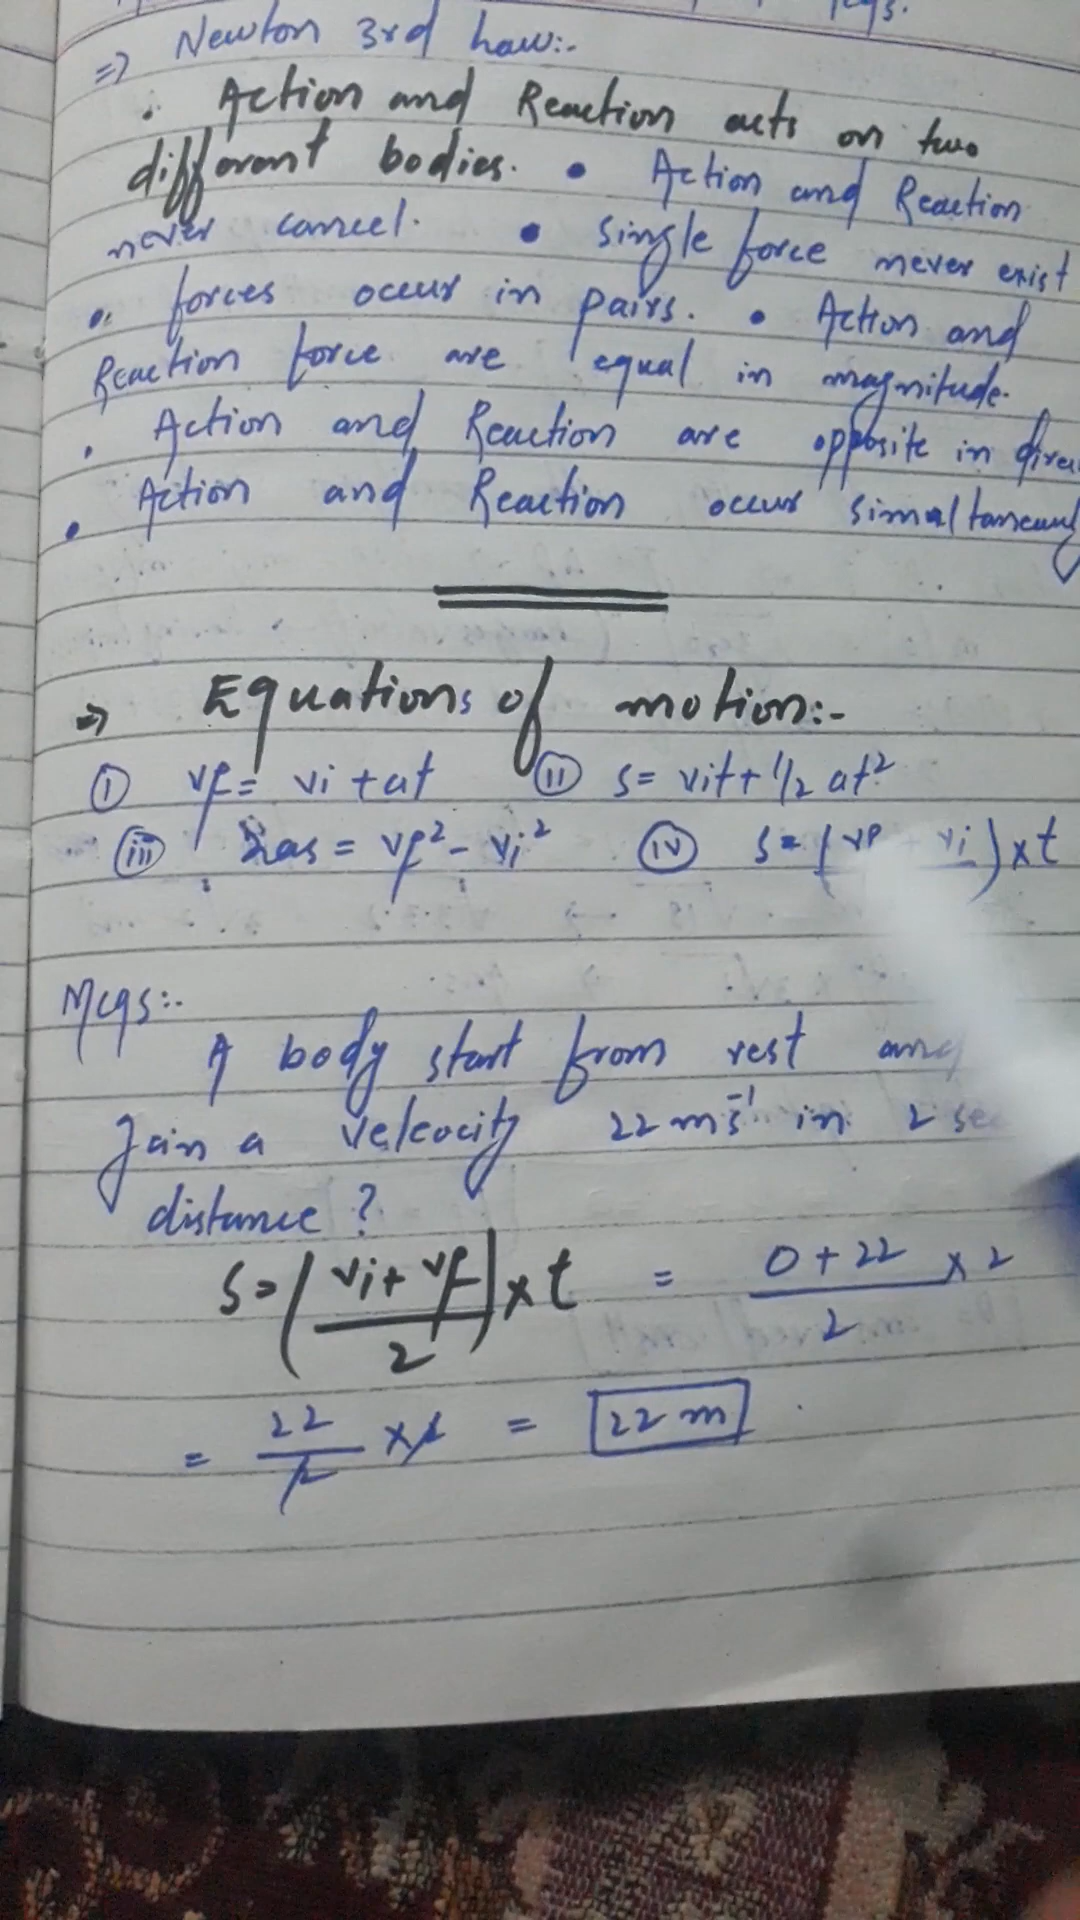 ⇒ Newton 3rd Law:-
. Action and Reaction acts on two
different bodies. • Action and Reaction
never cancel. • single force never exist
• forces occur in pairs. • Action and
Reaction force are equal in magnitude.
• Action and Reaction are opposite in direc
• Action and Reaction occur simaltaneously
⇒ Equations of motion:-
(i) vf = vi + at (ii) s = vit + 1/2 at²
(iii) 2as = vf² - vi² (iv) s = (vf + vi) × t
Mcqs:-
A body start from rest and
Gain a veleocity 22 ms⁻¹ in 2 sec
distance ?
s = (vi + vf / 2) × t = 0 + 22 / 2 × 2
= 22 / 2 × 2 = 22 m